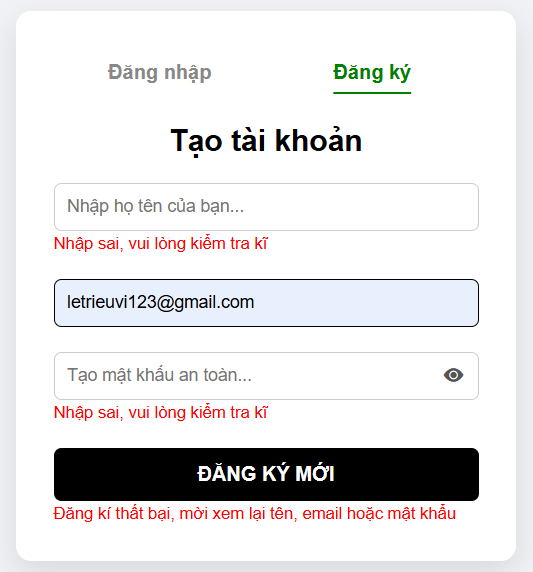 Đăng nhập
Đăng ký
Tạo tài khoản
Nhập họ tên của bạn...
Nhập sai, vui lòng kiểm tra kĩ
letrieuvi123@gmail.com
Tạo mật khẩu an toàn...
Nhập sai, vui lòng kiểm tra kĩ
ĐĂNG KÝ MỚI
Đăng kí thất bại, mời xem lại tên, email hoặc mật khẩu